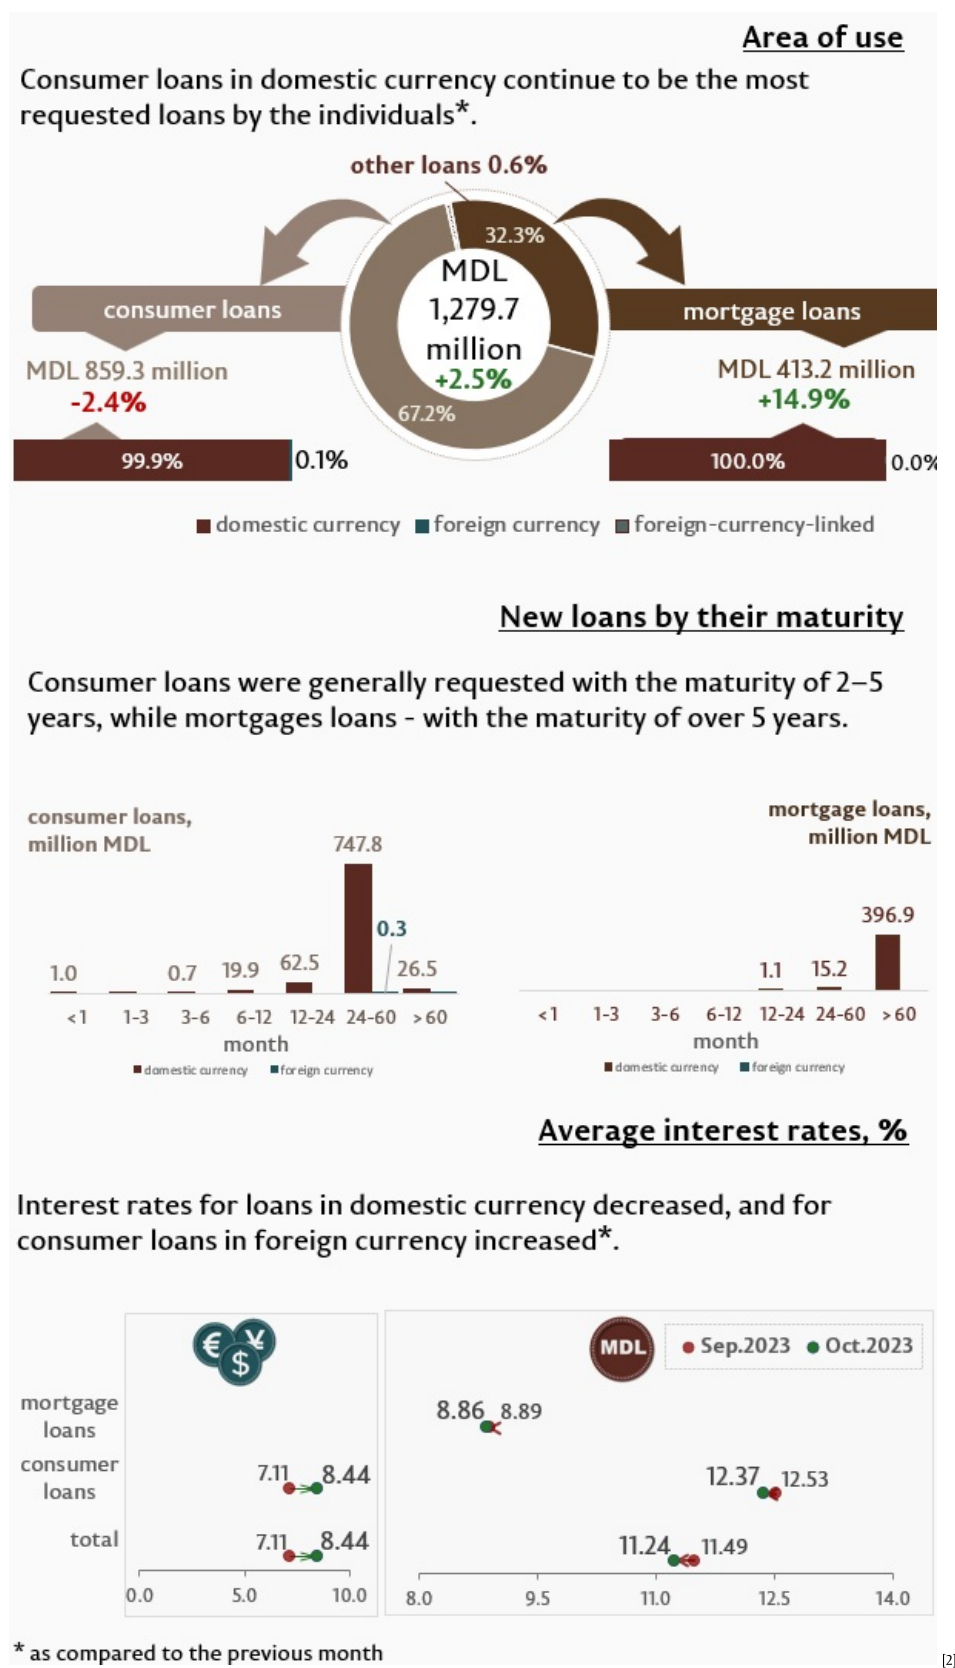 Area of use
Consumer loans in domestic currency continue to be the most
requested loans by the individuals*.
other loans 0.6%
32.3%
MDL
1,279.7
million
+2.5%
67.2%
consumer loans
MDL 859.3 million
-2.4%
99.9%
0.1%
mortgage loans
MDL 413.2 million
+14.9%
100.0%
0.0%
domestic currency foreign currency foreign-currency-linked
New loans by their maturity
Consumer loans were generally requested with the maturity of 2–5
years, while mortgages loans - with the maturity of over 5 years.
consumer loans,
million MDL
747.8
0.3
1.0 0.7 19.9 62.5 26.5
<1 1-3 3-6 6-12 12-24 24-60 >60
month
domestic currency foreign currency
mortgage loans,
million MDL
396.9
1.1 15.2
<1 1-3 3-6 6-12 12-24 24-60 >60
month
domestic currency foreign currency
Average interest rates, %
Interest rates for loans in domestic currency decreased, and for
consumer loans in foreign currency increased*.
€ ¥
$
MDL
Sep.2023 Oct.2023
mortgage
loans
8.86 8.89
consumer
loans
7.11 8.44
12.37 12.53
total
7.11 8.44
11.24 11.49
0.0 5.0 10.0
8.0 9.5 11.0 12.5 14.0
* as compared to the previous month
[2]